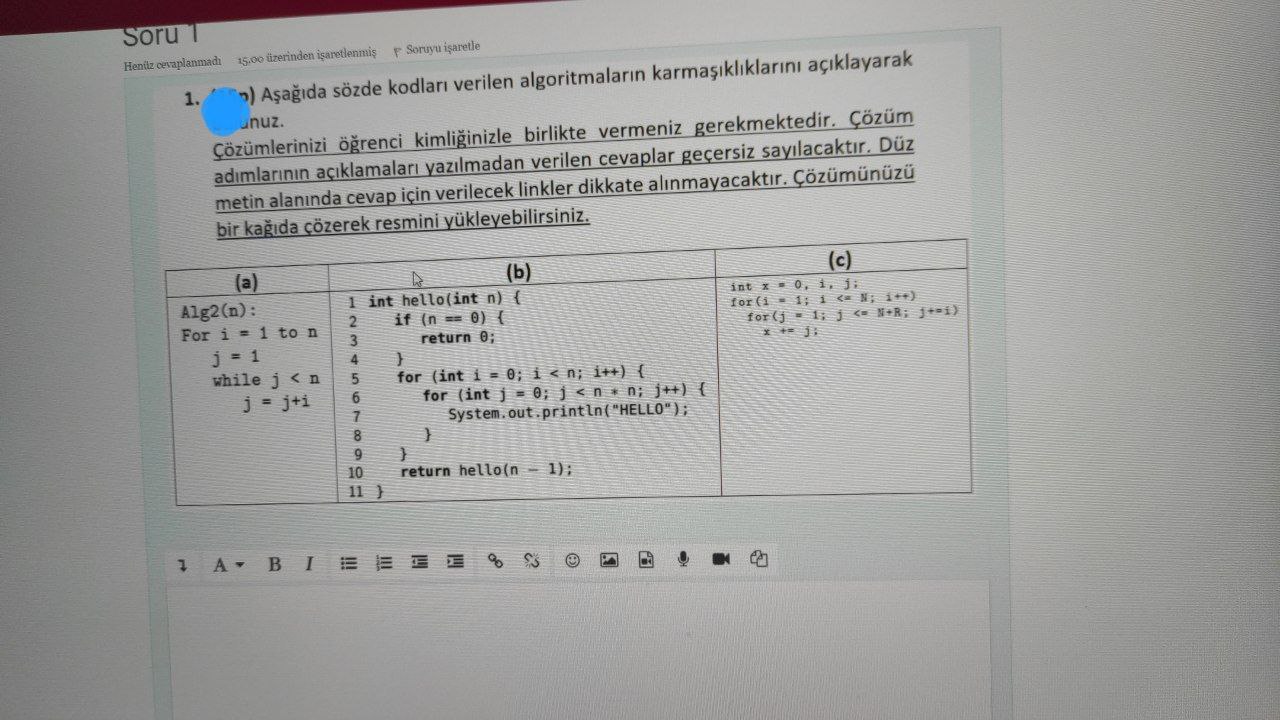 Soru 1
Henüz cevaplanmadı 15,00 üzerinden işaretlenmiş Soruyu işaretle
1. p) Aşağıda sözde kodları verilen algoritmaların karmaşıklıklarını açıklayarak
unuz.
Çözümlerinizi öğrenci kimliğinizle birlikte vermeniz gerekmektedir. Çözüm
adımlarının açıklamaları yazılmadan verilen cevaplar geçersiz sayılacaktır. Düz
metin alanında cevap için verilecek linkler dikkate alınmayacaktır. Çözümünüzü
bir kağıda çözerek resmini yükleyebilirsiniz.
(a)
Alg2(n):
For i = 1 to n
j = 1
while j < n
j = j+i
(b)
1 int hello(int n) {
2 if (n == 0) {
3 return 0;
4 }
5 for (int i = 0; i < n; i++) {
6 for (int j = 0; j < n * n; j++) {
7 System.out.println("HELLO");
8 }
9 }
10 return hello(n - 1);
11 }
(c)
int x = 0, i, j;
for(i = 1; i <= N; i++)
for(j = 1; j <= N+R; j+=i)
x += j;
A B I